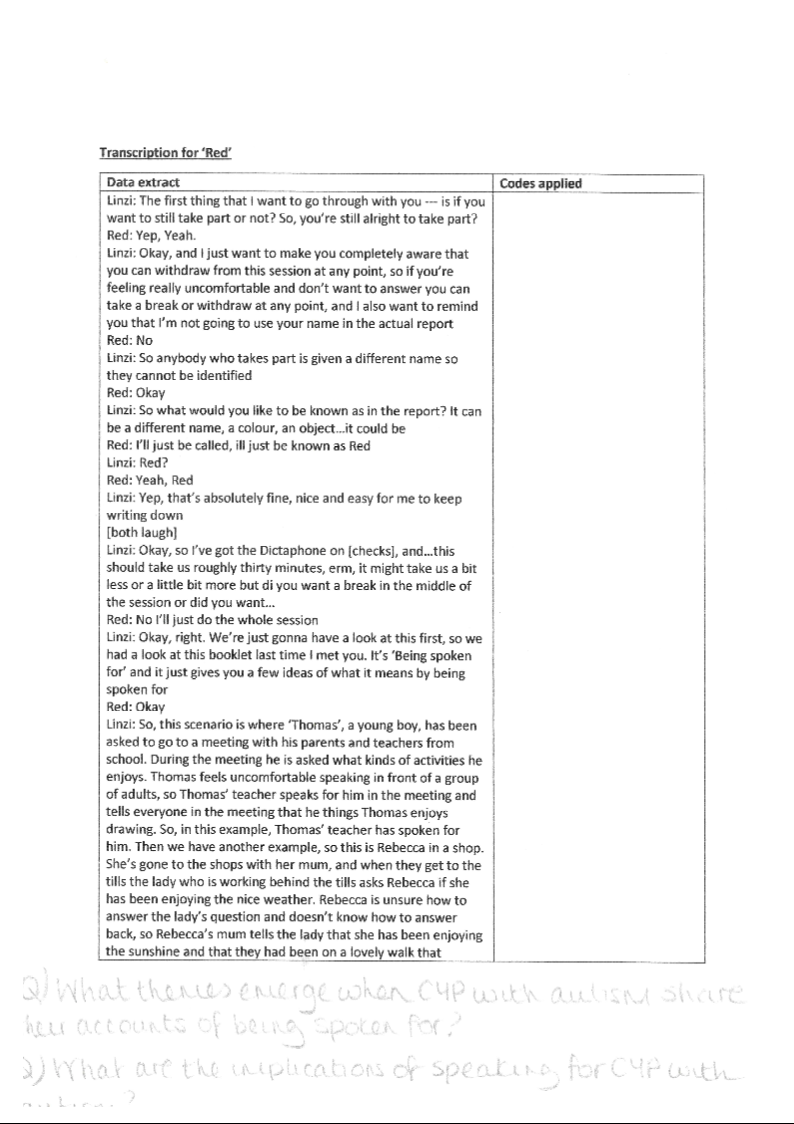 Transcription for 'Red'
Data extract
Codes applied
Linzi: The first thing that I want to go through with you --- is if you
want to still take part or not? So, you're still alright to take part?
Red: Yep, Yeah.
Linzi: Okay, and I just want to make you completely aware that
you can withdraw from this session at any point, so if you're
feeling really uncomfortable and don't want to answer you can
take a break or withdraw at any point, and I also want to remind
you that I'm not going to use your name in the actual report
Red: No
Linzi: So anybody who takes part is given a different name so
they cannot be identified
Red: Okay
Linzi: So what would you like to be known as in the report? It can
be a different name, a colour, an object...it could be
Red: I'll just be called, ill just be known as Red
Linzi: Red?
Red: Yeah, Red
Linzi: Yep, that's absolutely fine, nice and easy for me to keep
writing down
[both laugh]
Linzi: Okay, so I've got the Dictaphone on [checks], and...this
should take us roughly thirty minutes, erm, it might take us a bit
less or a little bit more but di you want a break in the middle of
the session or did you want...
Red: No I'll just do the whole session
Linzi: Okay, right. We're just gonna have a look at this first, so we
had a look at this booklet last time I met you. It's 'Being spoken
for' and it just gives you a few ideas of what it means by being
spoken for
Red: Okay
Linzi: So, this scenario is where 'Thomas', a young boy, has been
asked to go to a meeting with his parents and teachers from
school. During the meeting he is asked what kinds of activities he
enjoys. Thomas feels uncomfortable speaking in front of a group
of adults, so Thomas' teacher speaks for him in the meeting and
tells everyone in the meeting that he things Thomas enjoys
drawing. So, in this example, Thomas' teacher has spoken for
him. Then we have another example, so this is Rebecca in a shop.
She's gone to the shops with her mum, and when they get to the
tills the lady who is working behind the tills asks Rebecca if she
has been enjoying the nice weather. Rebecca is unsure how to
answer the lady's question and doesn't know how to answer
back, so Rebecca's mum tells the lady that she has been enjoying
the sunshine and that they had been on a lovely walk that
2) What themes emerge when CYP with autism share
accounts of being spoken for?
2) What are the implications of speaking for CYP with